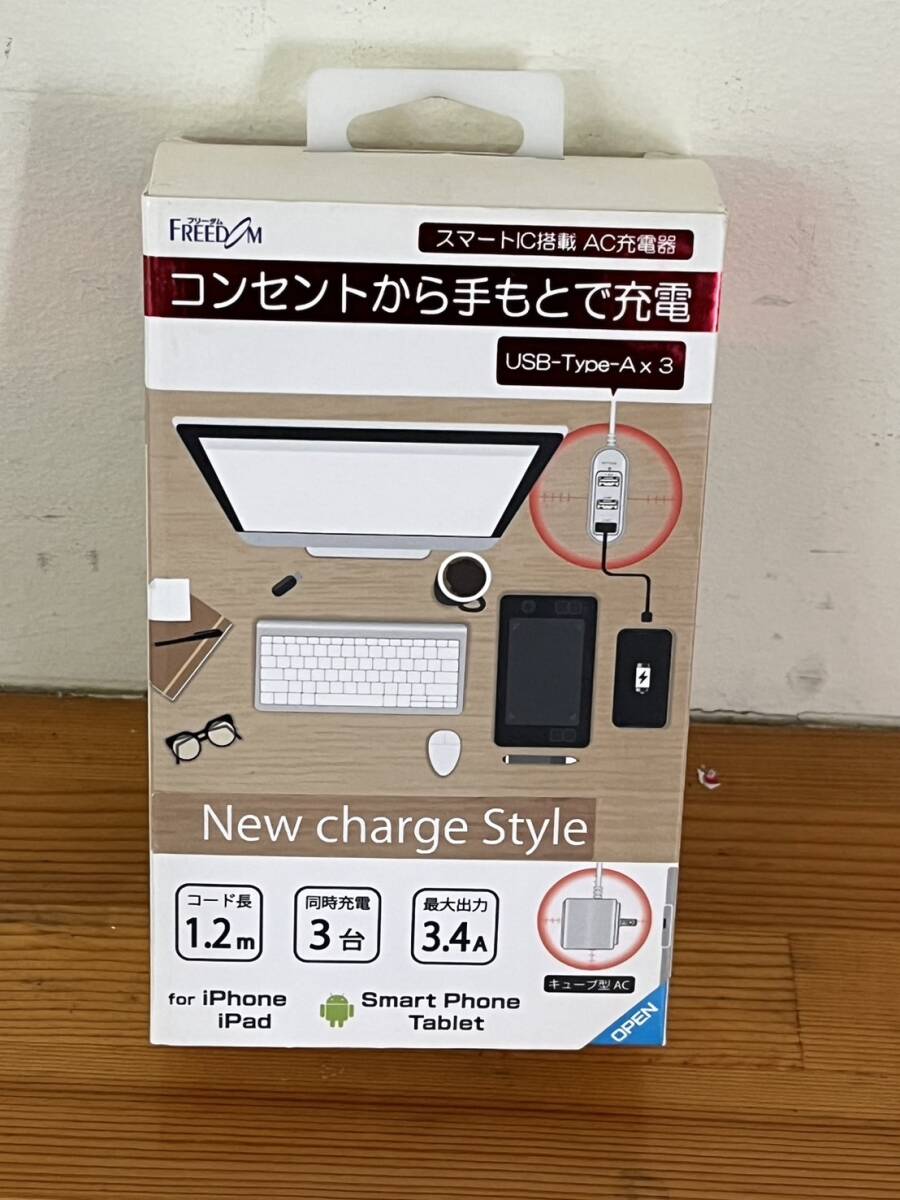 フリーダム
FREEDOM
スマートIC搭載 AC充電器
コンセントから手もとで充電
USB-Type-A x 3
New charge Style
コード長
1.2m
同時充電
3台
最大出力
3.4A
キューブ型 AC
for iPhone
iPad
Smart Phone
Tablet
OPEN